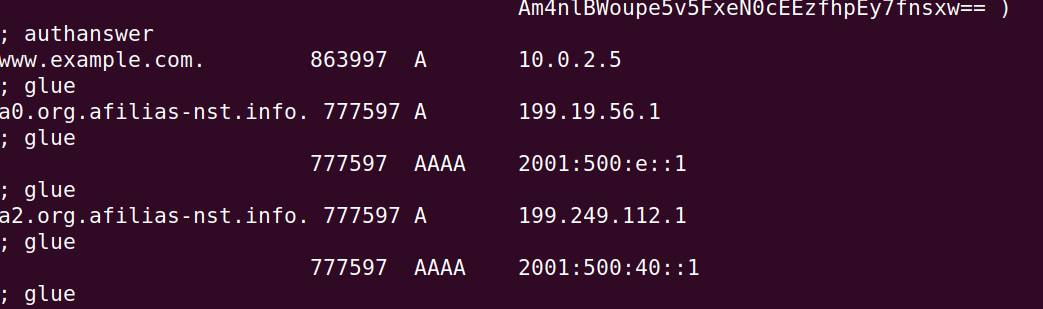 Am4nlBWoupe5v5FxeN0cEEzfhpEy7fnsxw== )
; authanswer
www.example.com. 863997 A 10.0.2.5
; glue
a0.org.afilias-nst.info. 777597 A 199.19.56.1
; glue
777597 AAAA 2001:500:e::1
; glue
a2.org.afilias-nst.info. 777597 A 199.249.112.1
; glue
777597 AAAA 2001:500:40::1
; glue